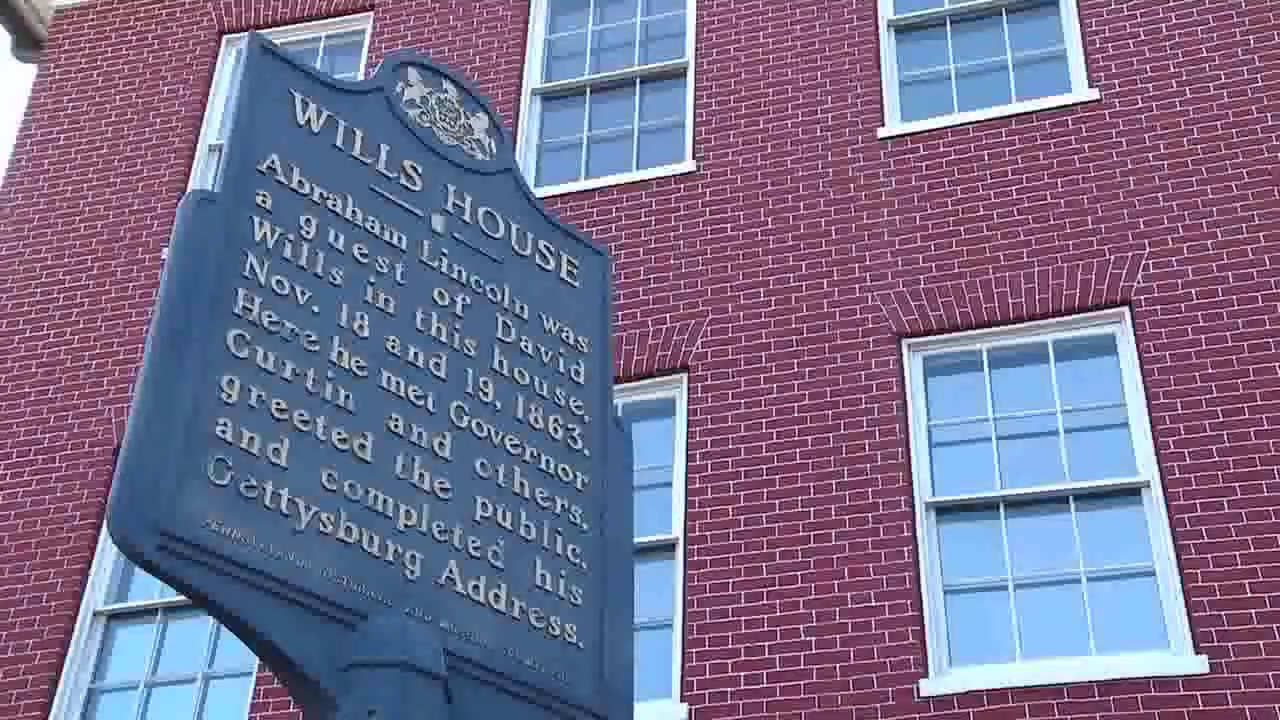 WILLS HOUSE
Abraham Lincoln was
a guest of David
Wills in this house,
Nov. 18 and 19, 1863.
Here he met Governor
Curtin and others,
greeted the public.
and completed his
Gettysburg Address.